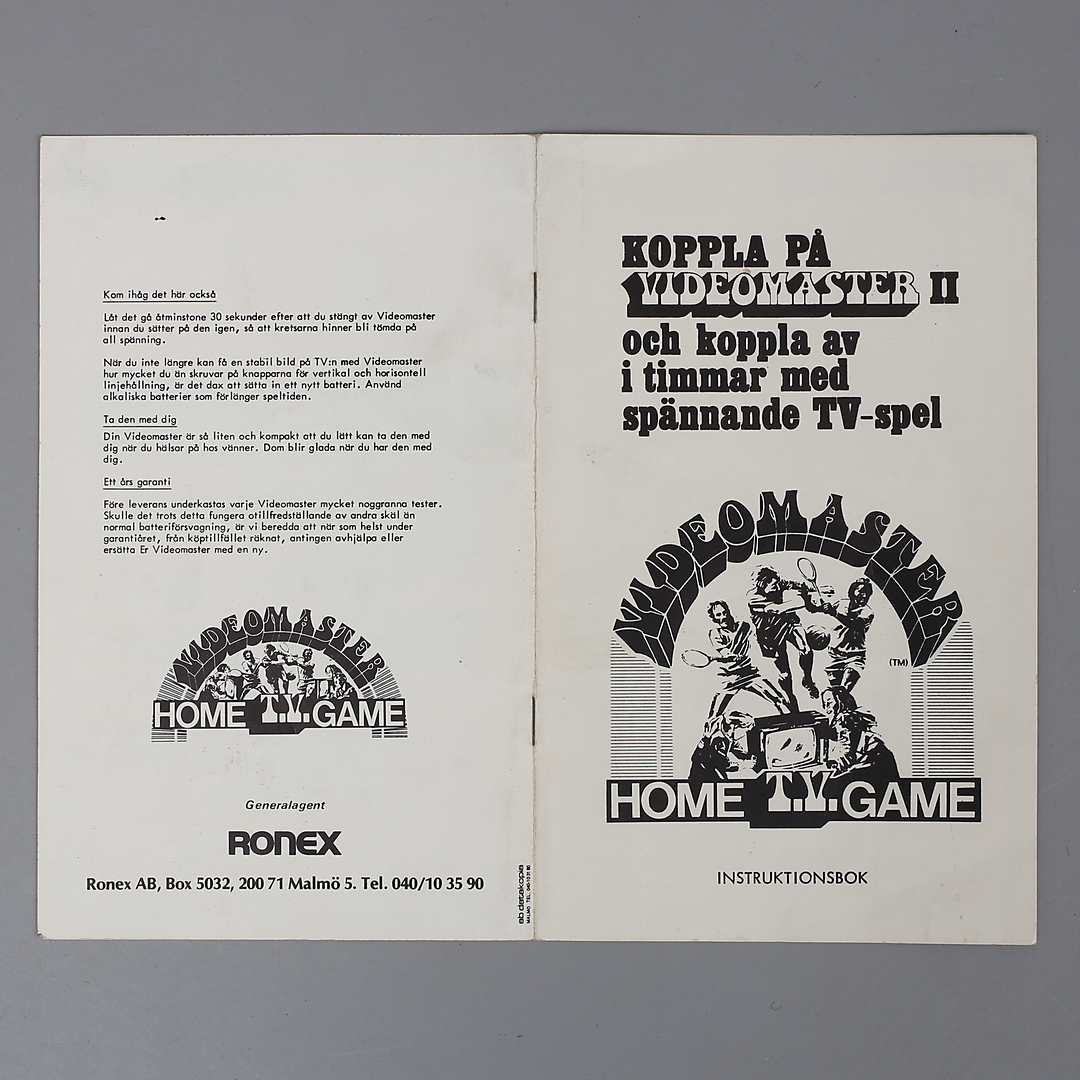 Kom ihåg det här också
Låt det gå åtminstone 30 sekunder efter att du stängt av Videomaster
innan du sätter på den igen, så att kretsarna hinner bli tömda på
all spänning.
När du inte längre kan få en stabil bild på TV:n med Videomaster
hur mycket du än skruvar på knapparna för vertikal och horisontell
linjehållning, är det dax att sätta in ett nytt batteri. Använd
alkaliska batterier som förlänger speltiden.
Ta den med dig
Din Videomaster är så liten och kompakt att du lätt kan ta den med
dig när du hälsar på hos vänner. Dom blir glada när du har den med
dig.
Ett års garanti
Före leverans underkastas varje Videomaster mycket noggranna tester.
Skulle det trots detta fungera otillfredställande av andra skäl än
normal batteriförsvagning, är vi beredda att när som helst under
garantiåret, från köptillfället räknat, antingen avhjälpa eller
ersätta Er Videomaster med en ny.
VIDEOMASTER
HOME T.V. GAME
Generalagent
RONEX
Ronex AB, Box 5032, 200 71 Malmö 5. Tel. 040/10 35 90
ab datakopia
MALMÖ TEL. 040-10 31 80
KOPPLA PÅ
VIDEOMASTER II
och koppla av
i timmar med
spännande TV-spel
VIDEOMASTER
(TM)
HOME T.V. GAME
INSTRUKTIONSBOK